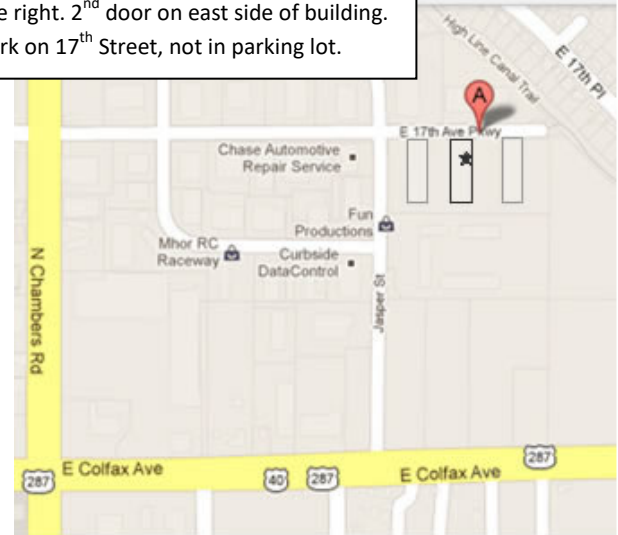 e right. 2nd door on east side of building.
rk on 17th Street, not in parking lot.
High Line Canal Trail
E 17th Pl
A
E 17th Ave Pkwy
Chase Automotive
Repair Service
Fun
Productions
Mhor RC
Raceway
Curbside
DataControl
N Chambers Rd
Jasper St
287
E Colfax Ave
40
287
E Colfax Ave
287